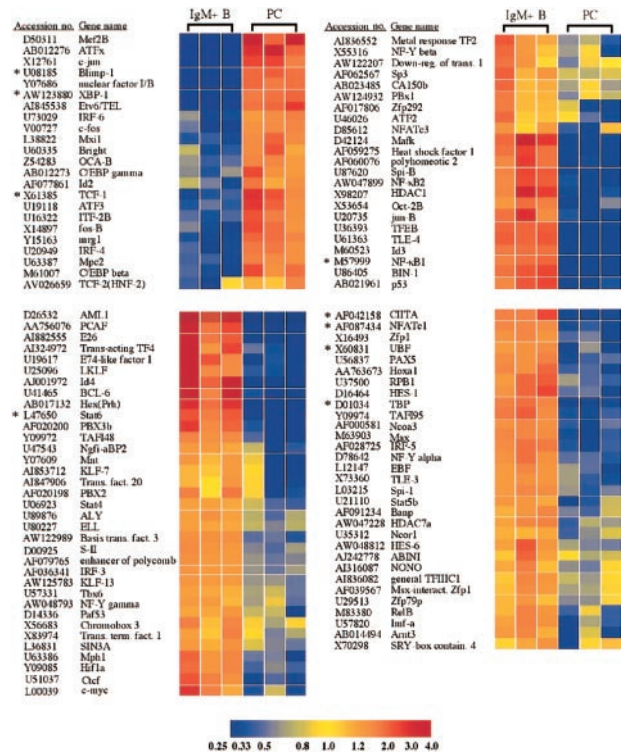 IgM+ B PC
Accession no. Gene name
D50311 Mef2B
AB012276 ATFx
X12761 c-jun
* U08185 Blimp-1
Y07686 nuclear factor I/B
* AW123880 XBP-1
AI845538 Etv6/TEL
U73029 IRF-6
V00727 c-fos
L38822 Mxi1
U60335 Bright
Z54283 OCA-B
AB012273 C/EBP gamma
AF077861 Id2
* X61385 TCF-1
U19118 ATF3
U16322 ITF-2B
X14897 fos-B
Y15163 mrg1
U20949 IRF-4
U63387 Mpc2
M61007 C/EBP beta
AV026659 TCF-2(HNF-2)
D26532 AML1
AA756076 PCAF
AI882555 E26
AI324972 Trans-acting TF4
U19617 E74-like factor 1
U25096 LKLF
AJ001972 Id4
U41465 BCL-6
AB017132 Hex(Prh)
* L47650 Stat6
AF020200 PBX3b
Y09972 TAFI48
U47543 Ngfi-aBP2
Y07609 Mnt
AI853712 KLF-7
AI847906 Trans. fact. 20
AF020198 PBX2
U06923 Stat4
U89876 ALY
U80227 ELL
AW122989 Basis trans. fact. 3
D00925 S-II
AF079765 enhancer of polycomb
AF036341 IRF-3
AW125783 KLF-13
U57331 Tbx6
AW048793 NF-Y gamma
D14336 Paf53
X56683 Chromobox 3
X83974 Trans. term. fact. 1
L36831 SIN3A
U63386 Mph1
Y09085 Hif1a
U51037 Ctcf
L00039 c-myc
IgM+ B PC
Accession no. Gene name
AI836552 Metal response TF2
X55316 NF-Y beta
AW122207 Down-reg. of trans. 1
AF062567 Sp3
AB023485 CA150b
AW124932 PBx1
AF017806 Zfp292
U46026 ATF2
D85612 NFATc3
D42124 Mafk
AF059275 Heat shock factor 1
AF060076 polyhomeotic 2
U87620 Spi-B
AW047899 NF-κB2
X98207 HDAC1
X53654 Oct-2B
U20735 jun-B
U36393 TFEB
U61363 TLE-4
M60523 Id3
* M57999 NF-κB1
U86405 BIN-1
AB021961 p53
* AF042158 CIITA
* AF087434 NFATc1
X16493 Zfp1
* X60831 UBF
U56837 PAX5
AA763673 Hoxa1
U37500 RPB1
D16464 HES-1
* D01034 TBP
Y09974 TAFI95
AF000581 Ncoa3
M63903 Max
AF028725 IRF-5
D78642 NF-Y alpha
L12147 EBF
X73360 TLE-3
L03215 Spi-1
U21110 Stat5b
AF091234 Banp
AW047228 HDAC7a
U35312 Ncor1
AW048812 HES-6
AJ242778 ABIN1
AI316087 NONO
AI836082 general TFIIIC1
AF039567 Msx-interact. Zfp1
U29513 Zfp79p
M83380 RelB
U57820 Imf-a
AB014494 Arnt3
X70298 SRY-box contain. 4
0.25 0.33 0.5 0.8 1.0 1.2 2.0 3.0 4.0